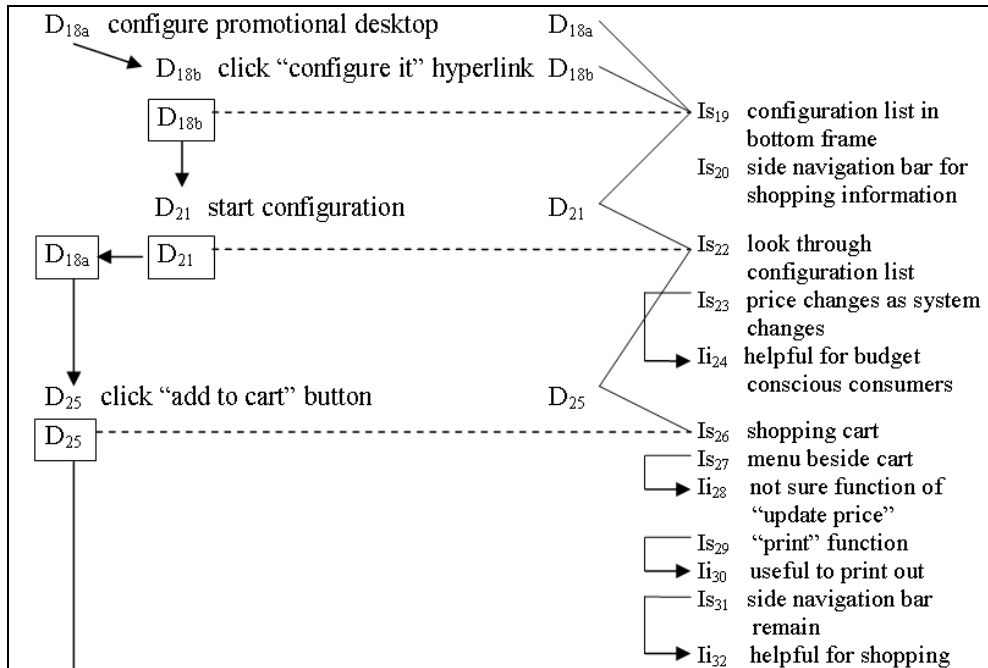 D18a configure promotional desktop D18a
D18b click “configure it” hyperlink D18b
D18b Is19 configuration list in
bottom frame
Is20 side navigation bar for
shopping information
D21 start configuration D21
D18a D21 Is22 look through
configuration list
Is23 price changes as system
changes
Ii24 helpful for budget
conscious consumers
D25 click “add to cart” button D25
D25 Is26 shopping cart
Is27 menu beside cart
Ii28 not sure function of
“update price”
Is29 “print” function
Ii30 useful to print out
Is31 side navigation bar
remain
Ii32 helpful for shopping